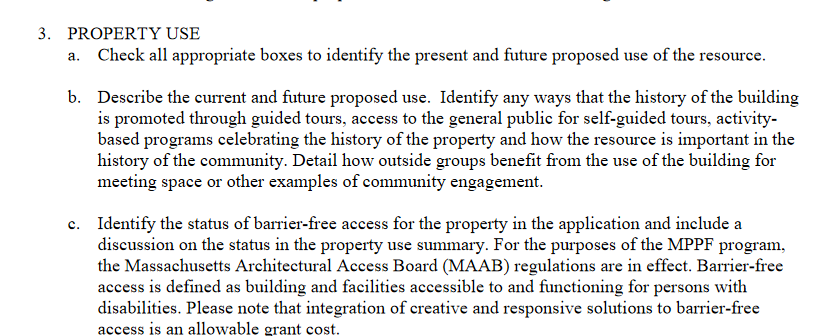 3. PROPERTY USE
a. Check all appropriate boxes to identify the present and future proposed use of the resource.
b. Describe the current and future proposed use. Identify any ways that the history of the building
is promoted through guided tours, access to the general public for self-guided tours, activity-
based programs celebrating the history of the property and how the resource is important in the
history of the community. Detail how outside groups benefit from the use of the building for
meeting space or other examples of community engagement.
c. Identify the status of barrier-free access for the property in the application and include a
discussion on the status in the property use summary. For the purposes of the MPPF program,
the Massachusetts Architectural Access Board (MAAB) regulations are in effect. Barrier-free
access is defined as building and facilities accessible to and functioning for persons with
disabilities. Please note that integration of creative and responsive solutions to barrier-free
access is an allowable grant cost.